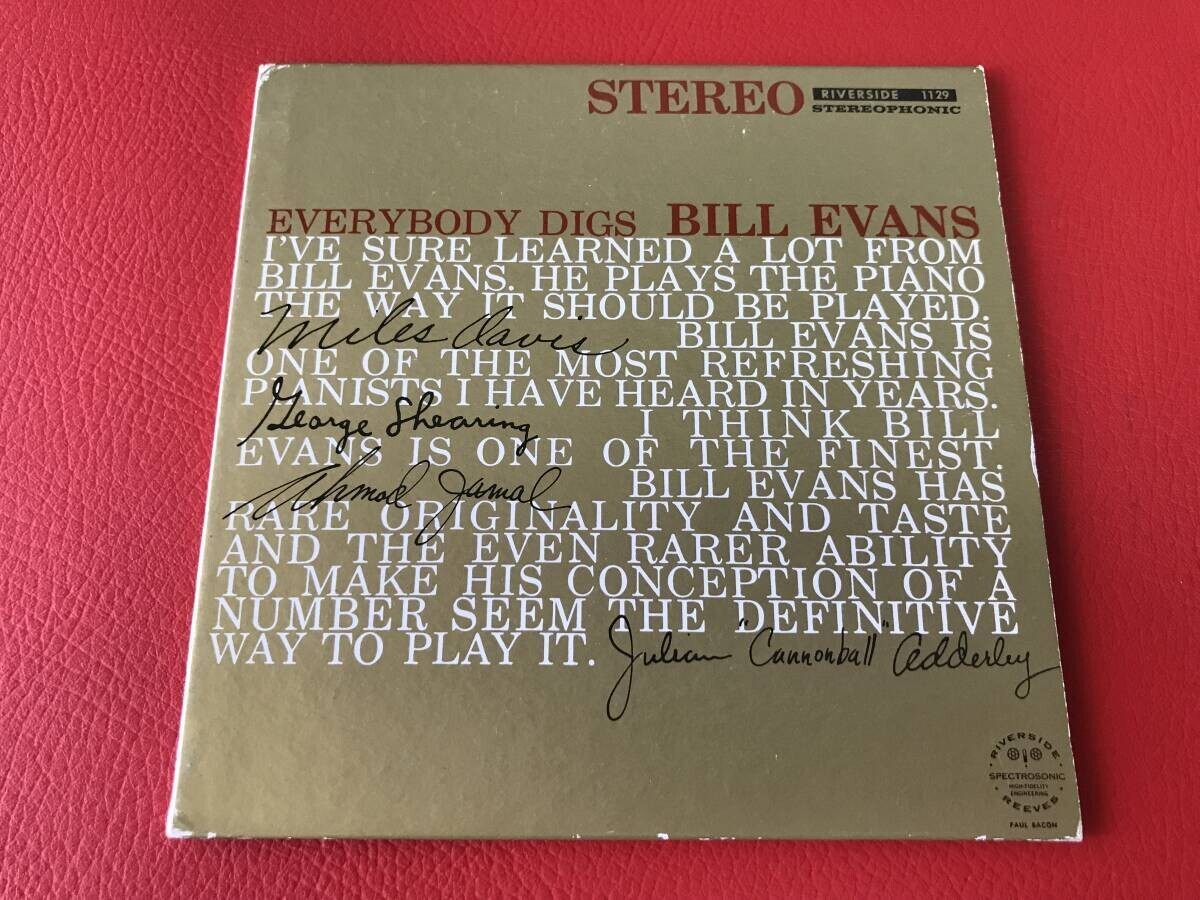 STEREO RIVERSIDE 1129
STEREOPHONIC
EVERYBODY DIGS BILL EVANS
I'VE SURE LEARNED A LOT FROM
BILL EVANS. HE PLAYS THE PIANO
THE WAY IT SHOULD BE PLAYED.
Miles Davis BILL EVANS IS
ONE OF THE MOST REFRESHING
PIANISTS I HAVE HEARD IN YEARS.
George Shearing I THINK BILL
EVANS IS ONE OF THE FINEST.
Ahmad Jamal BILL EVANS HAS
RARE ORIGINALITY AND TASTE
AND THE EVEN RARER ABILITY
TO MAKE HIS CONCEPTION OF A
NUMBER SEEM THE DEFINITIVE
WAY TO PLAY IT. Julian "Cannonball" Adderley
RIVERSIDE
SPECTROSONIC
HIGH-FIDELITY
ENGINEERING
REEVES
PAUL BACON